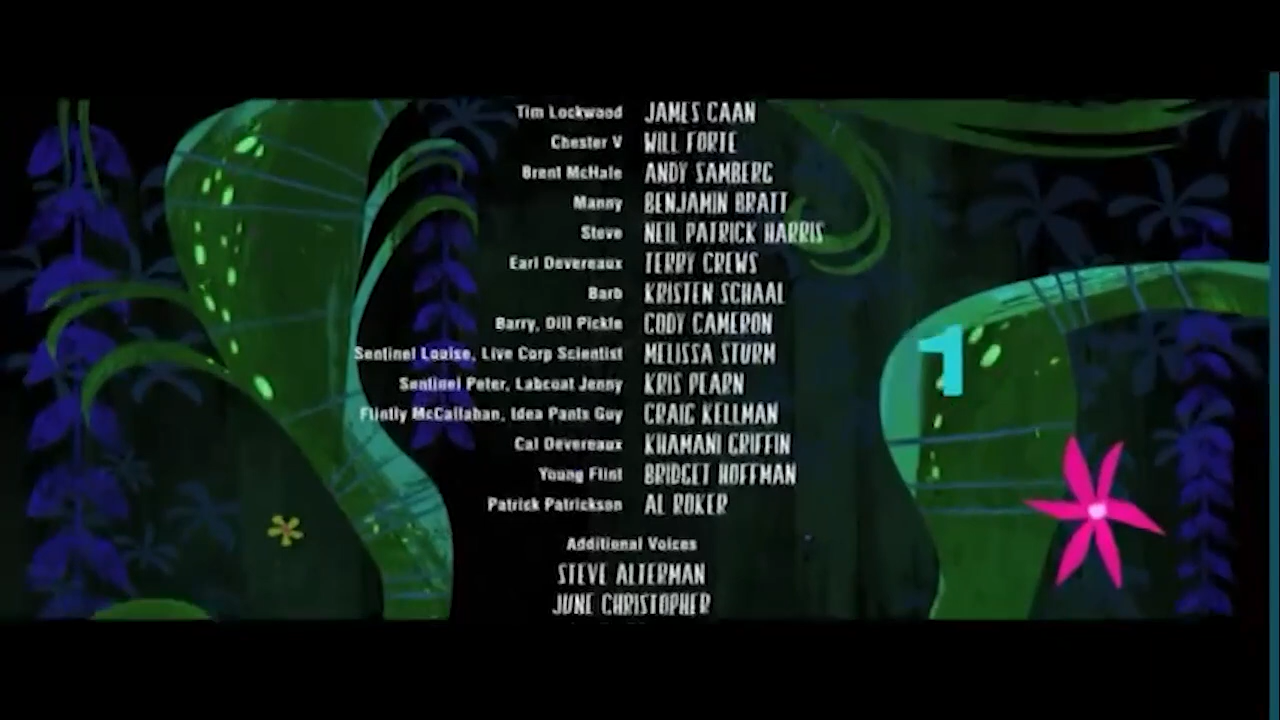 Tim Lockwood JAMES CAAN
Chester V WILL FORTE
Brent McHale ANDY SAMBERG
Manny BENJAMIN BRATT
Steve NEIL PATRICK HARRIS
Earl Devereaux TERRY CREWS
Barb KRISTEN SCHAAL
Barry, Dill Pickle CODY CAMERON
Sentinel Louise, Live Corp Scientist MELISSA STURM
Sentinel Peter, Labcoat Jenny KRIS PEARN
Flintly McCallahan, Idea Pants Guy CRAIG KELLMAN
Cal Devereaux KHAMANI GRIFFIN
Young Flint BRIDGET HOFFMAN
Patrick Patrickson AL ROKER
Additional Voices
STEVE ALTERMAN
JUNE CHRISTOPHER
1